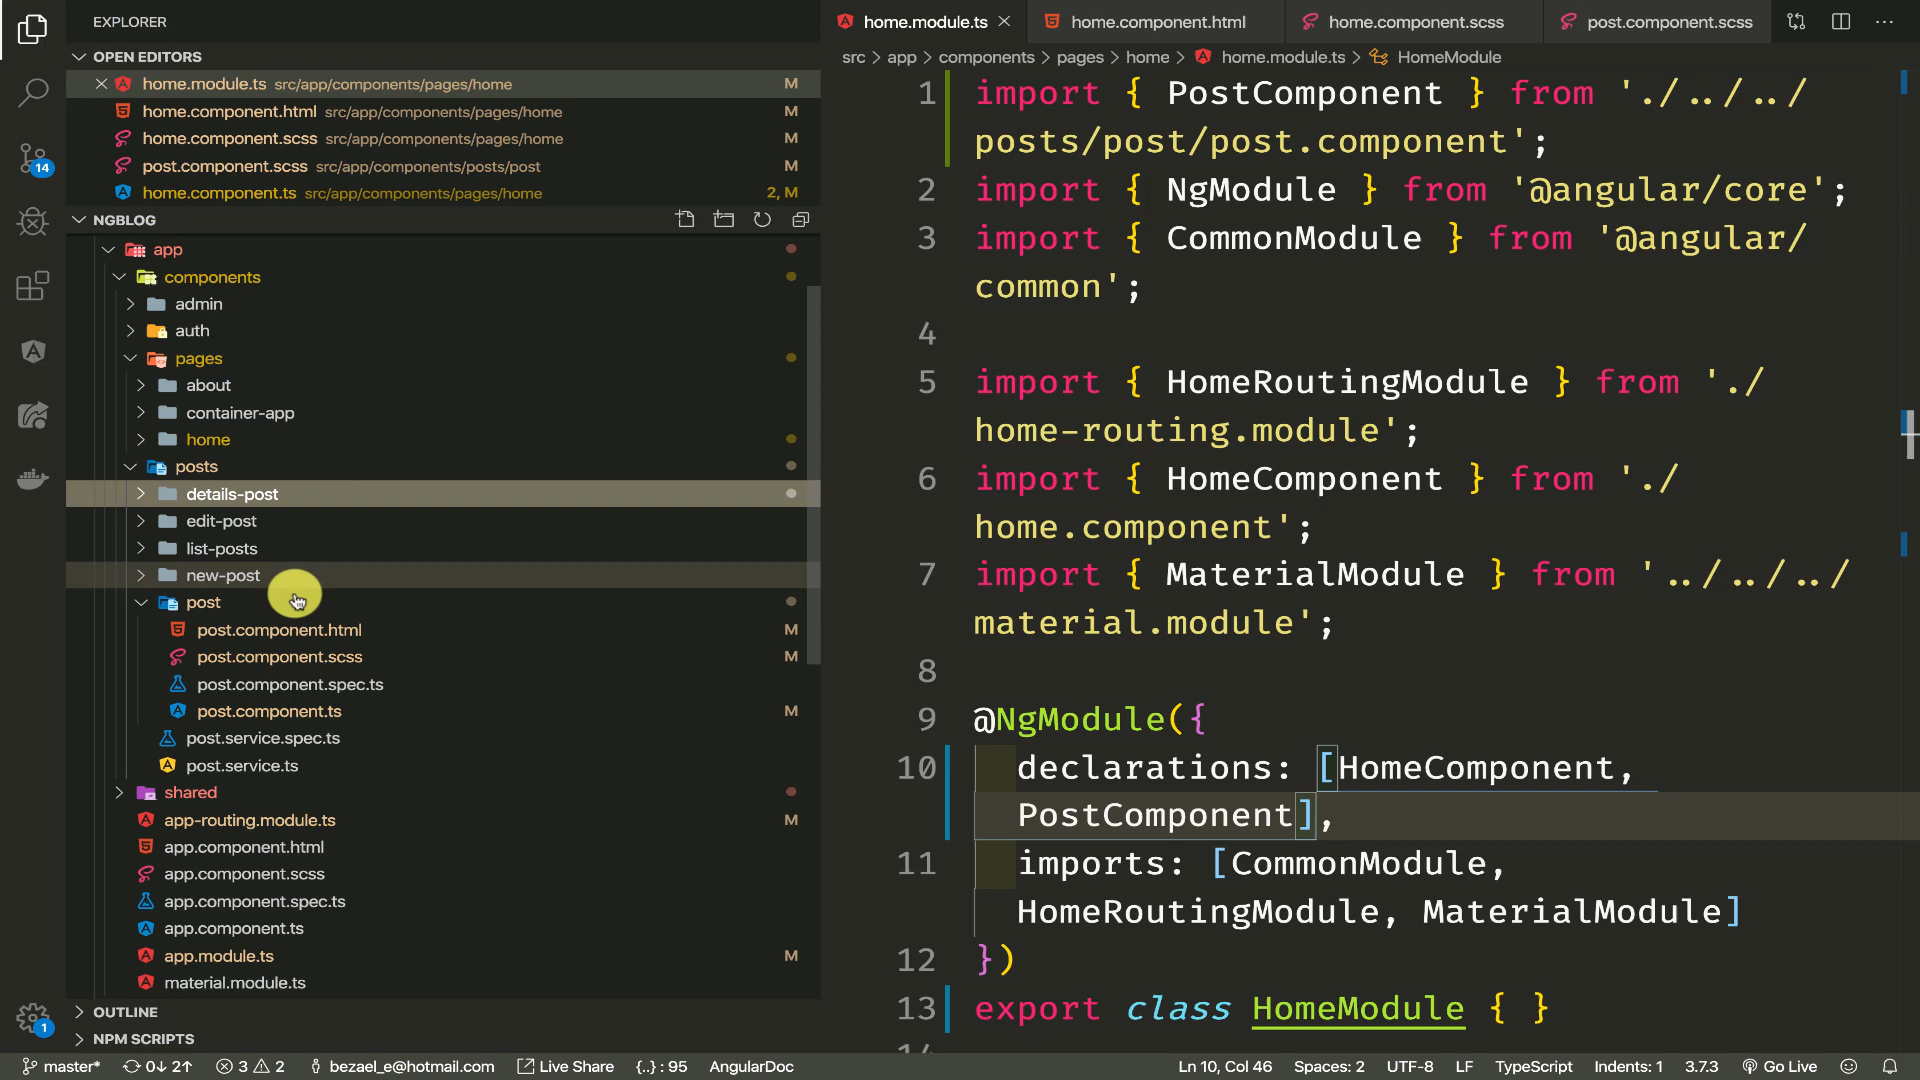 EXPLORER
OPEN EDITORS
home.module.ts src/app/components/pages/home M
home.component.html src/app/components/pages/home M
home.component.scss src/app/components/pages/home M
post.component.scss src/app/components/posts/post M
home.component.ts src/app/components/pages/home 2, M
NGBLOG
app
components
admin
auth
pages
about
container-app
home
posts
details-post
edit-post
list-posts
new-post
post
post.component.html M
post.component.scss M
post.component.spec.ts
post.component.ts M
post.service.spec.ts
post.service.ts
shared
app-routing.module.ts M
app.component.html
app.component.scss
app.component.spec.ts
app.component.ts
app.module.ts M
material.module.ts
OUTLINE
NPM SCRIPTS
14
1
home.module.ts home.component.html home.component.scss post.component.scss
src > app > components > pages > home > home.module.ts > HomeModule
1 import { PostComponent } from './../../
posts/post/post.component';
2 import { NgModule } from '@angular/core';
3 import { CommonModule } from '@angular/
common';
4
5 import { HomeRoutingModule } from './
home-routing.module';
6 import { HomeComponent } from './
home.component';
7 import { MaterialModule } from '../../../
material.module';
8
9 @NgModule({
10 declarations: [HomeComponent,
PostComponent],
11 imports: [CommonModule,
HomeRoutingModule, MaterialModule]
12 })
13 export class HomeModule { }
14
master* 0↓ 2↑ 3 2 bezael_e@hotmail.com Live Share {..} : 95 AngularDoc Ln 10, Col 46 Spaces: 2 UTF-8 LF TypeScript Indents: 1 3.7.3 Go Live